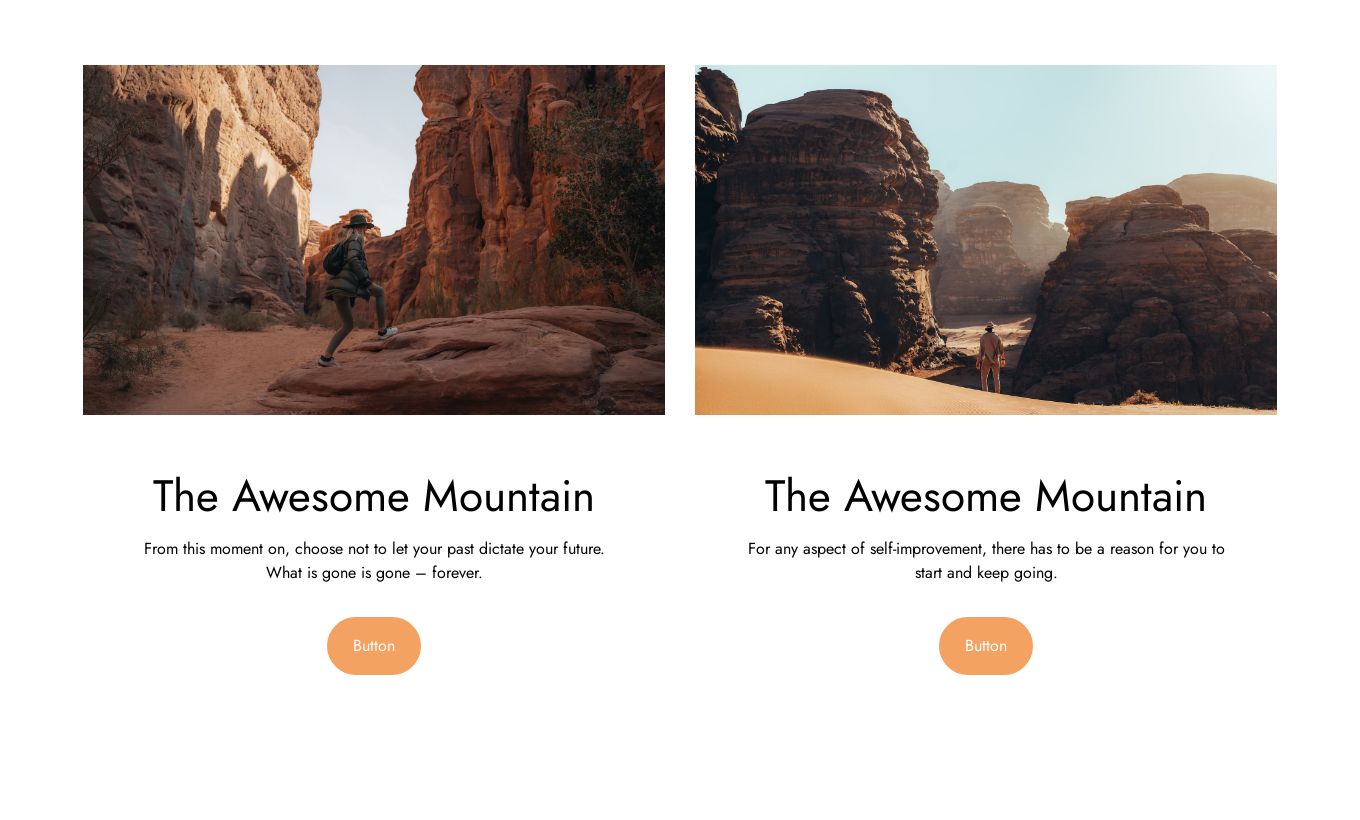 The Awesome Mountain
From this moment on, choose not to let your past dictate your future.
What is gone is gone – forever.
Button
The Awesome Mountain
For any aspect of self-improvement, there has to be a reason for you to
start and keep going.
Button